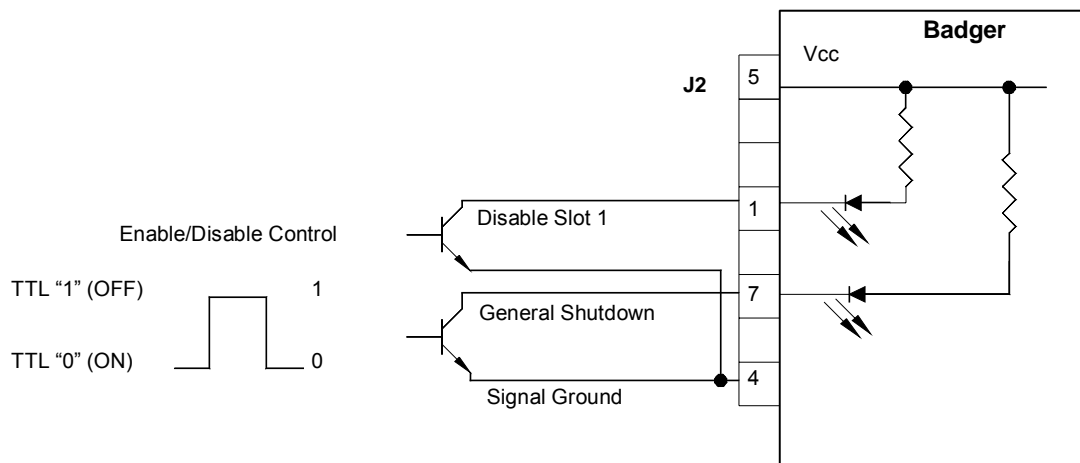 Badger
Vcc
J2
5
1
Disable Slot 1
Enable/Disable Control
TTL “1” (OFF) 1
7
General Shutdown
TTL “0” (ON) 0
4
Signal Ground